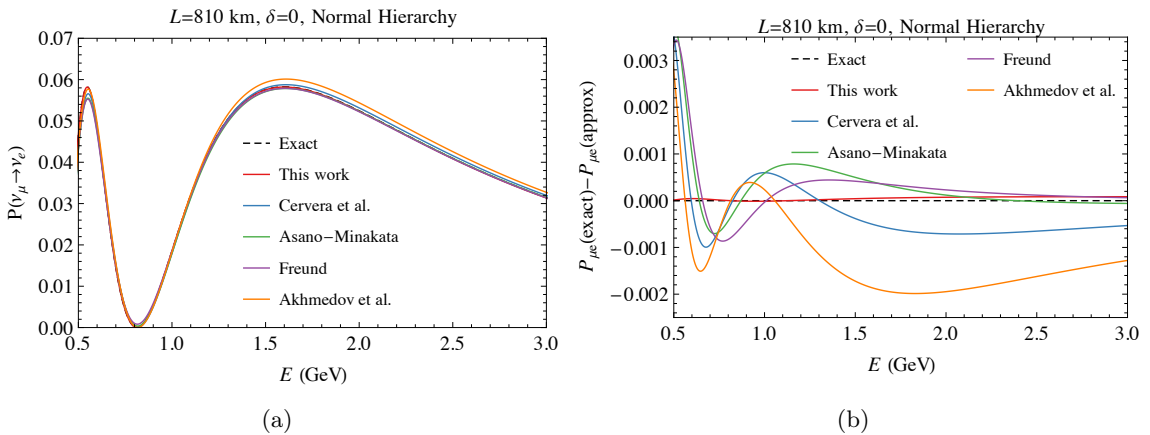 L=810 km, δ=0, Normal Hierarchy
P(νμ→νe)
0.07
0.06
0.05
0.04
0.03
0.02
0.01
0.00
Exact
This work
Cervera et al.
Asano−Minakata
Freund
Akhmedov et al.
0.5 1.0 1.5 2.0 2.5 3.0
E (GeV)
(a)
L=810 km, δ=0, Normal Hierarchy
Pμe(exact)−Pμe(approx)
0.003
0.002
0.001
0.000
−0.001
−0.002
Exact
This work
Cervera et al.
Asano−Minakata
Freund
Akhmedov et al.
0.5 1.0 1.5 2.0 2.5 3.0
E (GeV)
(b)